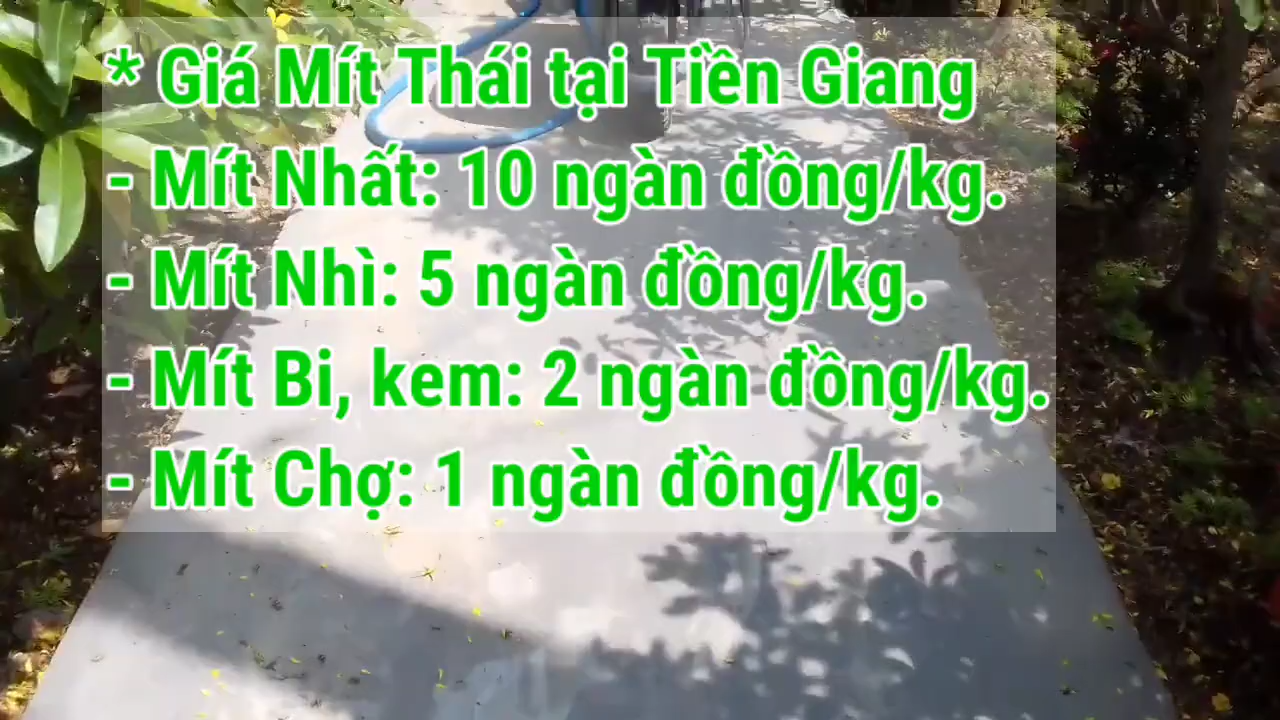 * Giá Mít Thái tại Tiền Giang
- Mít Nhất: 10 ngàn đồng/kg.
- Mít Nhì: 5 ngàn đồng/kg.
- Mít Bi, kem: 2 ngàn đồng/kg.
- Mít Chợ: 1 ngàn đồng/kg.